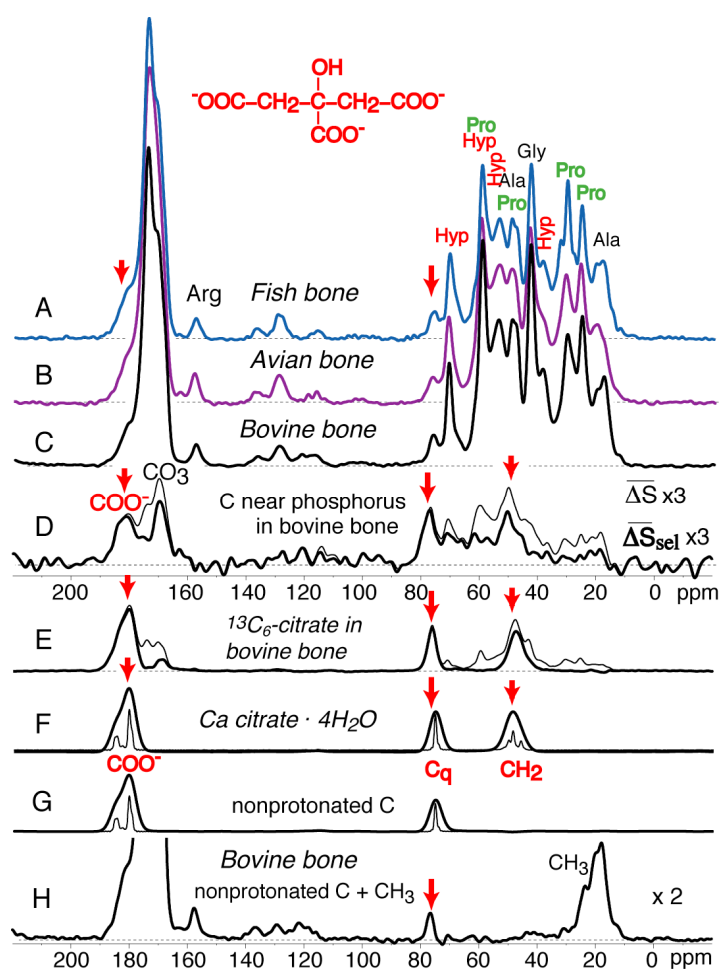 OH
⁻OOC–CH2–C–CH2–COO⁻
COO⁻
Pro
Hyp
Hyp
Ala
Pro
Gly
Hyp
Hyp
Pro
Pro
Ala
A
Arg
Fish bone
B
Avian bone
C
Bovine bone
CO3
COO⁻
D
C near phosphorus
in bovine bone
ΔS x3
ΔSsel x3
200 180 160 140 120 100 80 60 40 20 0 ppm
E
¹³C₆-citrate in
bovine bone
F
Ca citrate · 4H₂O
COO⁻
Cq
CH2
G
nonprotonated C
H
Bovine bone
nonprotonated C + CH₃
CH₃
x 2
200 180 160 140 120 100 80 60 40 20 0 ppm